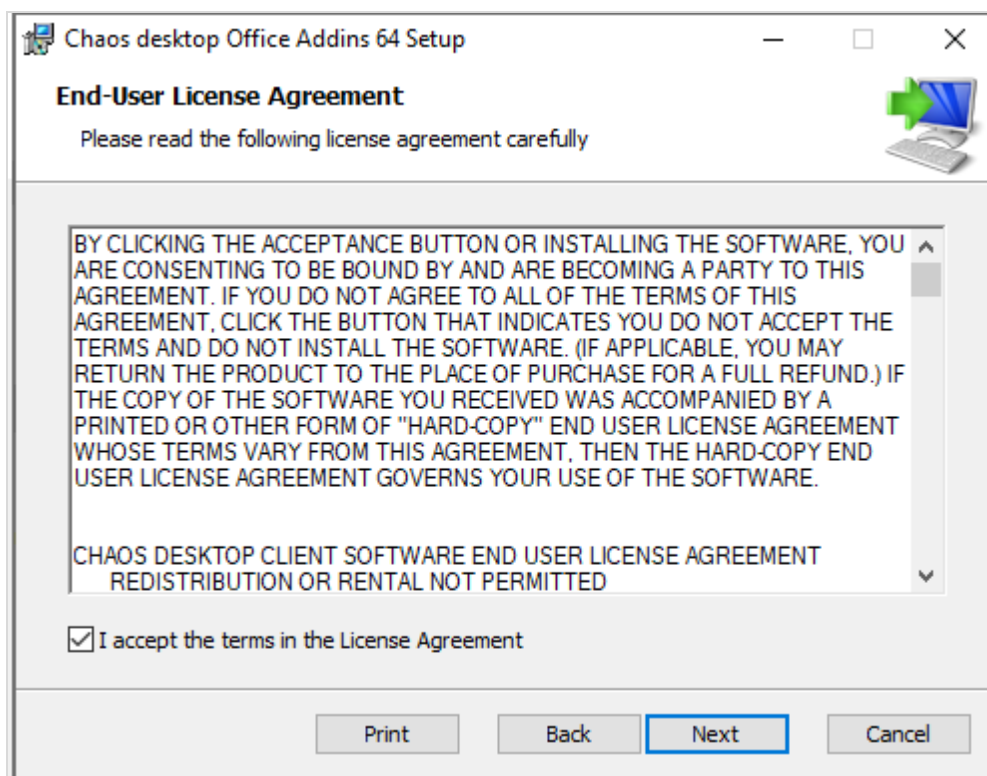 Chaos desktop Office Addins 64 Setup
End-User License Agreement
Please read the following license agreement carefully
BY CLICKING THE ACCEPTANCE BUTTON OR INSTALLING THE SOFTWARE, YOU
ARE CONSENTING TO BE BOUND BY AND ARE BECOMING A PARTY TO THIS
AGREEMENT. IF YOU DO NOT AGREE TO ALL OF THE TERMS OF THIS
AGREEMENT, CLICK THE BUTTON THAT INDICATES YOU DO NOT ACCEPT THE
TERMS AND DO NOT INSTALL THE SOFTWARE. (IF APPLICABLE, YOU MAY
RETURN THE PRODUCT TO THE PLACE OF PURCHASE FOR A FULL REFUND.) IF
THE COPY OF THE SOFTWARE YOU RECEIVED WAS ACCOMPANIED BY A
PRINTED OR OTHER FORM OF "HARD-COPY" END USER LICENSE AGREEMENT
WHOSE TERMS VARY FROM THIS AGREEMENT, THEN THE HARD-COPY END
USER LICENSE AGREEMENT GOVERNS YOUR USE OF THE SOFTWARE.
CHAOS DESKTOP CLIENT SOFTWARE END USER LICENSE AGREEMENT
REDISTRIBUTION OR RENTAL NOT PERMITTED
I accept the terms in the License Agreement
Print Back Next Cancel